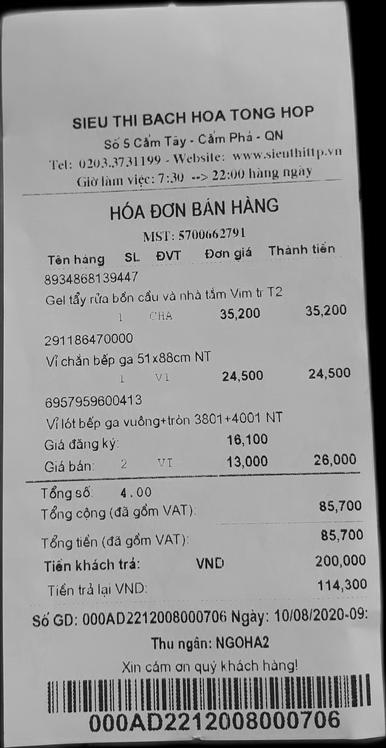 SIEU THI BACH HOA TONG HOP
Số 5 Cẩm Tây - Cẩm Phả - QN
Tel: 0203.3731199 - Website: www.sieuthittp.vn
Giờ làm việc: 7:30 --> 22:00 hàng ngày
HÓA ĐƠN BÁN HÀNG
MST: 5700662791
Tên hàng SL ĐVT Đơn giá Thành tiền
8934868139447
Gel tẩy rửa bồn cầu và nhà tắm Vim tr T2
1 CHA 35,200 35,200
291186470000
Vỉ chắn bếp ga 51x88cm NT
1 VI 24,500 24,500
6957959600413
Vỉ lót bếp ga vuông+tròn 3801+4001 NT
Giá đăng ký: 16,100
Giá bán: 2 VI 13,000 26,000
Tổng số: 4.00
Tổng cộng (đã gồm VAT): 85,700
Tổng tiền (đã gồm VAT): 85,700
Tiền khách trả: VND 200,000
Tiền trả lại VND: 114,300
Số GD: 000AD2212008000706 Ngày: 10/08/2020-09:
Thu ngân: NGOHA2
Xin cảm ơn quý khách hàng!
000AD2212008000706